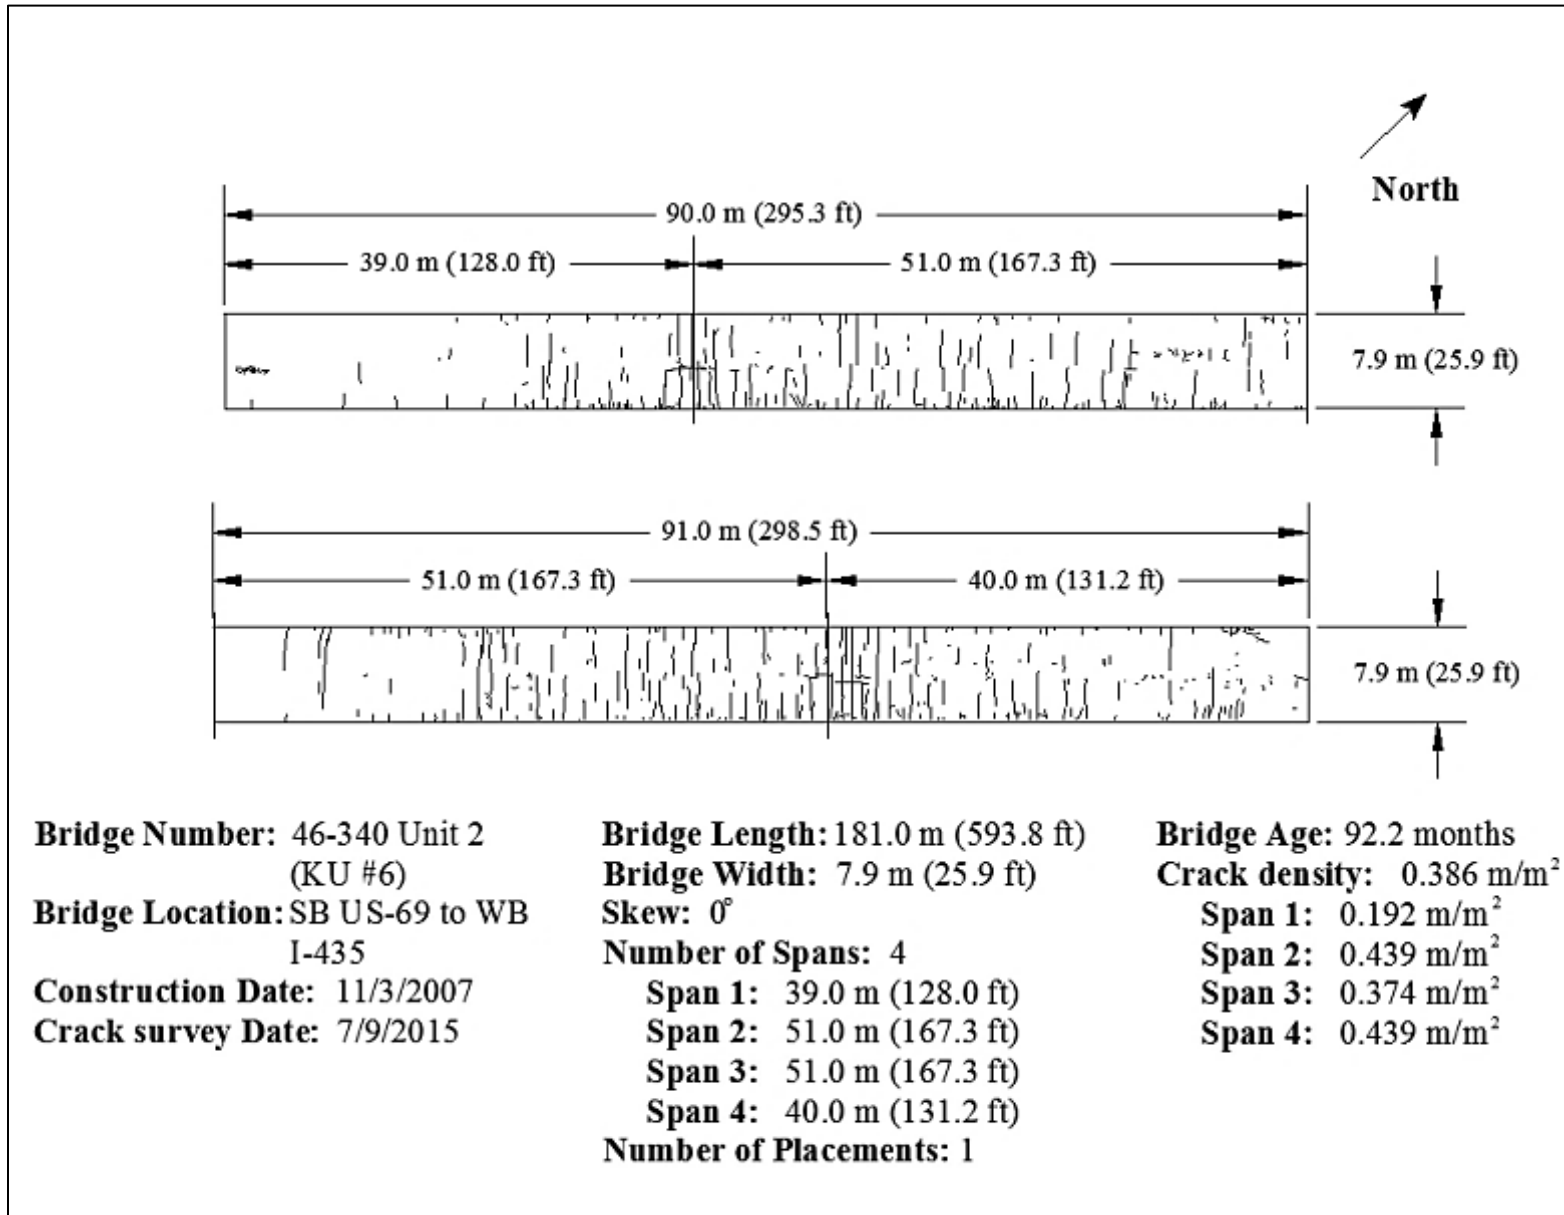 North
90.0 m (295.3 ft)
39.0 m (128.0 ft)
51.0 m (167.3 ft)
7.9 m (25.9 ft)
91.0 m (298.5 ft)
51.0 m (167.3 ft)
40.0 m (131.2 ft)
7.9 m (25.9 ft)
Bridge Number: 46-340 Unit 2
(KU #6)
Bridge Location: SB US-69 to WB
I-435
Construction Date: 11/3/2007
Crack survey Date: 7/9/2015
Bridge Length: 181.0 m (593.8 ft)
Bridge Width: 7.9 m (25.9 ft)
Skew: 0°
Number of Spans: 4
Span 1: 39.0 m (128.0 ft)
Span 2: 51.0 m (167.3 ft)
Span 3: 51.0 m (167.3 ft)
Span 4: 40.0 m (131.2 ft)
Number of Placements: 1
Bridge Age: 92.2 months
Crack density: 0.386 m/m²
Span 1: 0.192 m/m²
Span 2: 0.439 m/m²
Span 3: 0.374 m/m²
Span 4: 0.439 m/m²